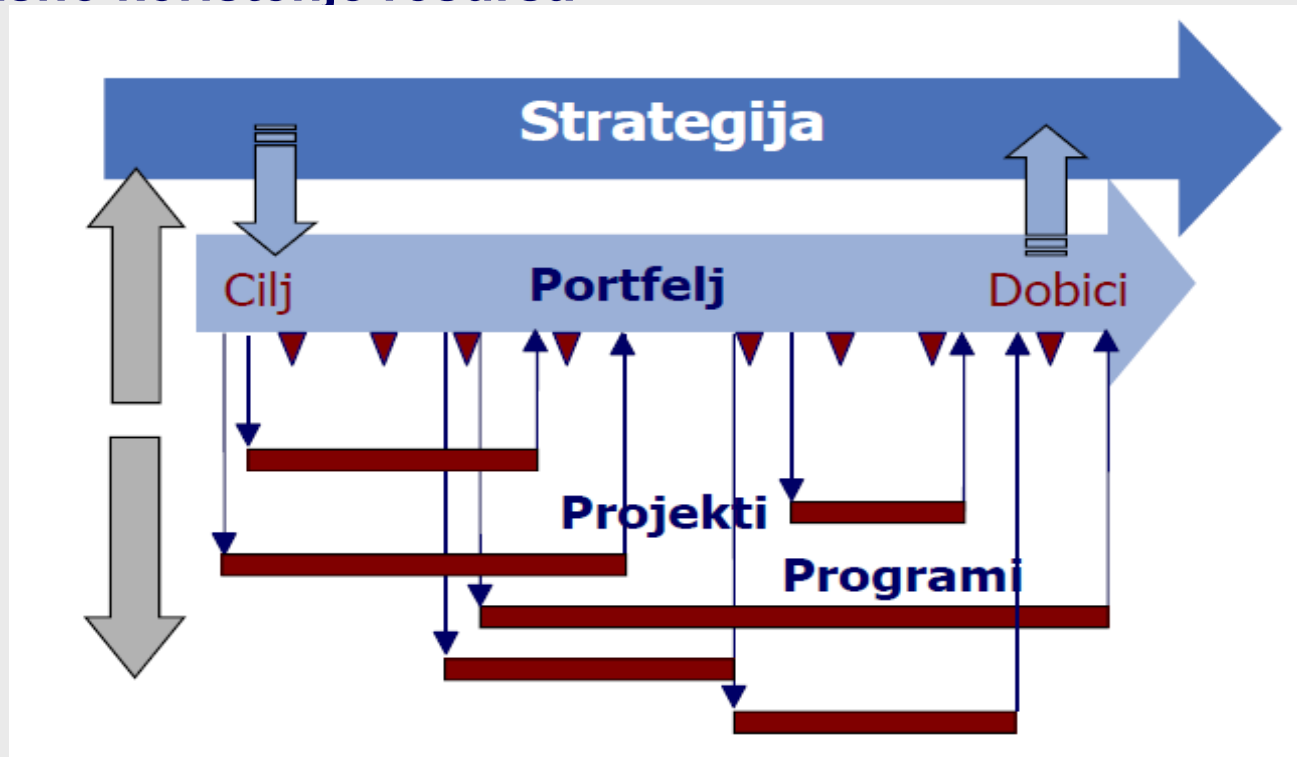 Strategija
Cilj
Portfelj
Dobici
Projekti
Programi